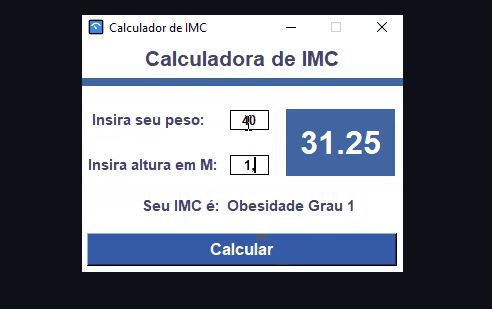 Calculador de IMC
Calculadora de IMC
Insira seu peso: 40
31.25
Insira altura em M: 1,
Seu IMC é: Obesidade Grau 1
Calcular